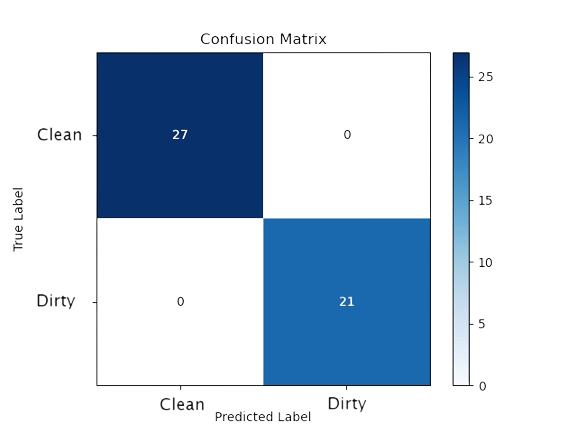 Confusion Matrix
Clean
27
0
25
20
15
10
5
0
True Label
Dirty
0
21
Clean
Dirty
Predicted Label